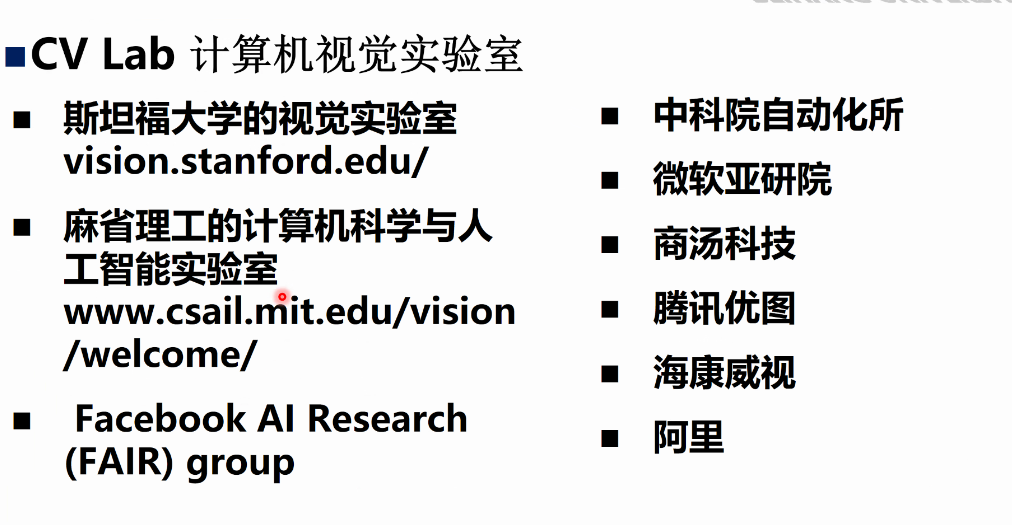 CV Lab 计算机视觉实验室
斯坦福大学的视觉实验室
vision.stanford.edu/
麻省理工的计算机科学与人
工智能实验室
www.csail.mit.edu/vision
/welcome/
Facebook AI Research
(FAIR) group
中科院自动化所
微软亚研院
商汤科技
腾讯优图
海康威视
阿里